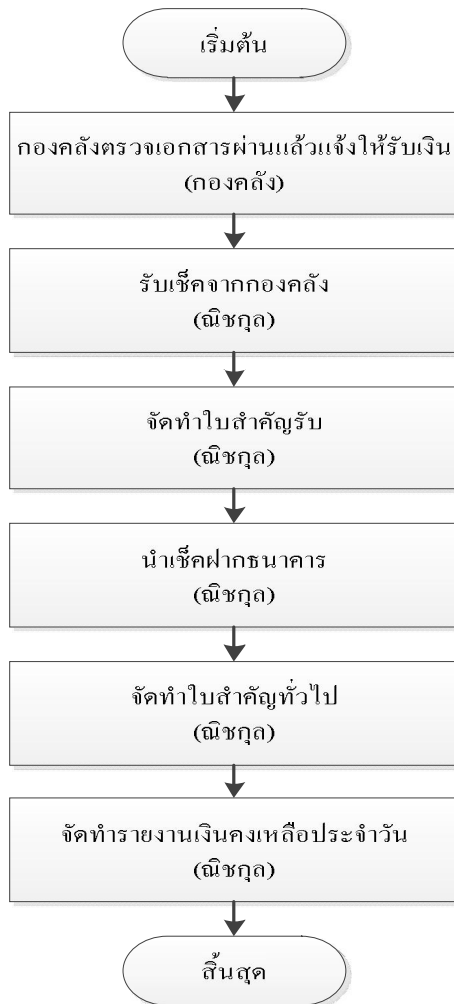 เริ่มต้น
กองคลังตรวจเอกสารผ่านแล้วแจ้งให้รับเงิน
(กองคลัง)
รับเช็คจากกองคลัง
(ณิชกุล)
จัดทำใบสำคัญรับ
(ณิชกุล)
นำเช็คฝากธนาคาร
(ณิชกุล)
จัดทำใบสำคัญทั่วไป
(ณิชกุล)
จัดทำรายงานเงินคงเหลือประจำวัน
(ณิชกุล)
สิ้นสุด